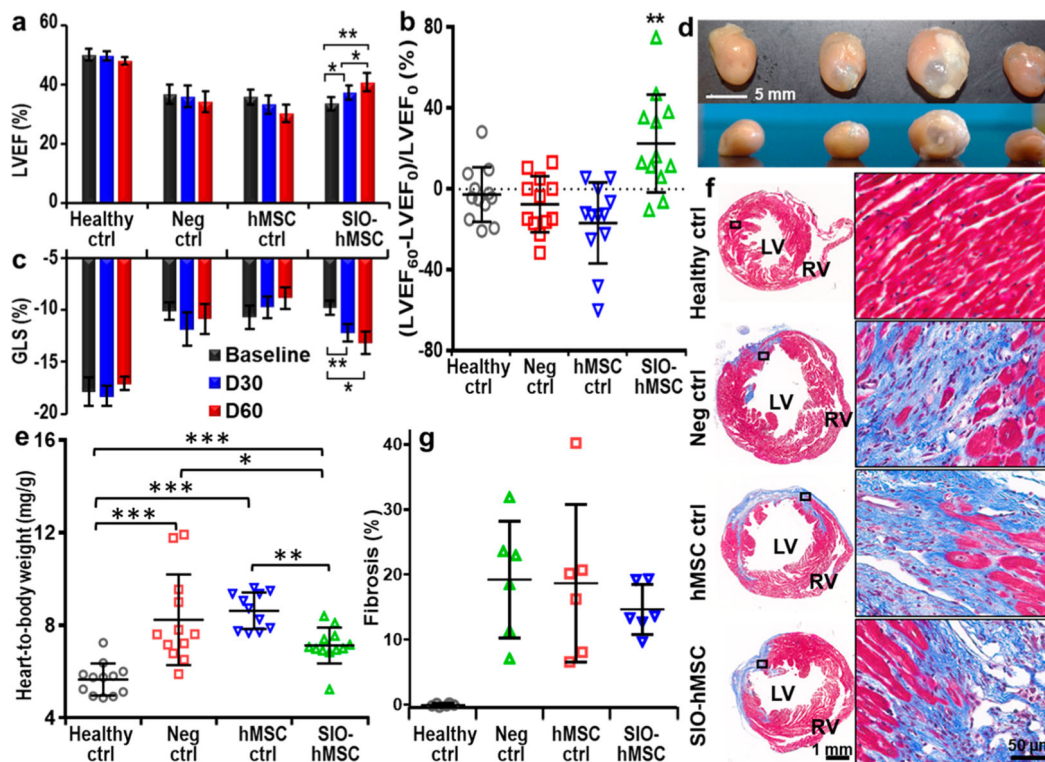 a
LVEF (%)
60
40
20
0
**
*
*
Healthy ctrl
Neg ctrl
hMSC ctrl
SIO-hMSC
b
(LVEF60-LVEF0)/LVEF0 (%)
80
40
0
-40
-80
**
Healthy ctrl
Neg ctrl
hMSC ctrl
SIO-hMSC
c
GLS (%)
-5
-10
-15
-20
Baseline
D30
D60
**
*
d
5 mm
e
Heart-to-body weight (mg/g)
16
12
8
4
***
*
***
***
**
Healthy ctrl
Neg ctrl
hMSC ctrl
SIO-hMSC
g
Fibrosis (%)
40
30
20
10
0
Healthy ctrl
Neg ctrl
hMSC ctrl
SIO-hMSC
f
Healthy ctrl
LV
RV
Neg ctrl
LV
RV
hMSC ctrl
LV
RV
SIO-hMSC
LV
RV
1 mm
50 μm